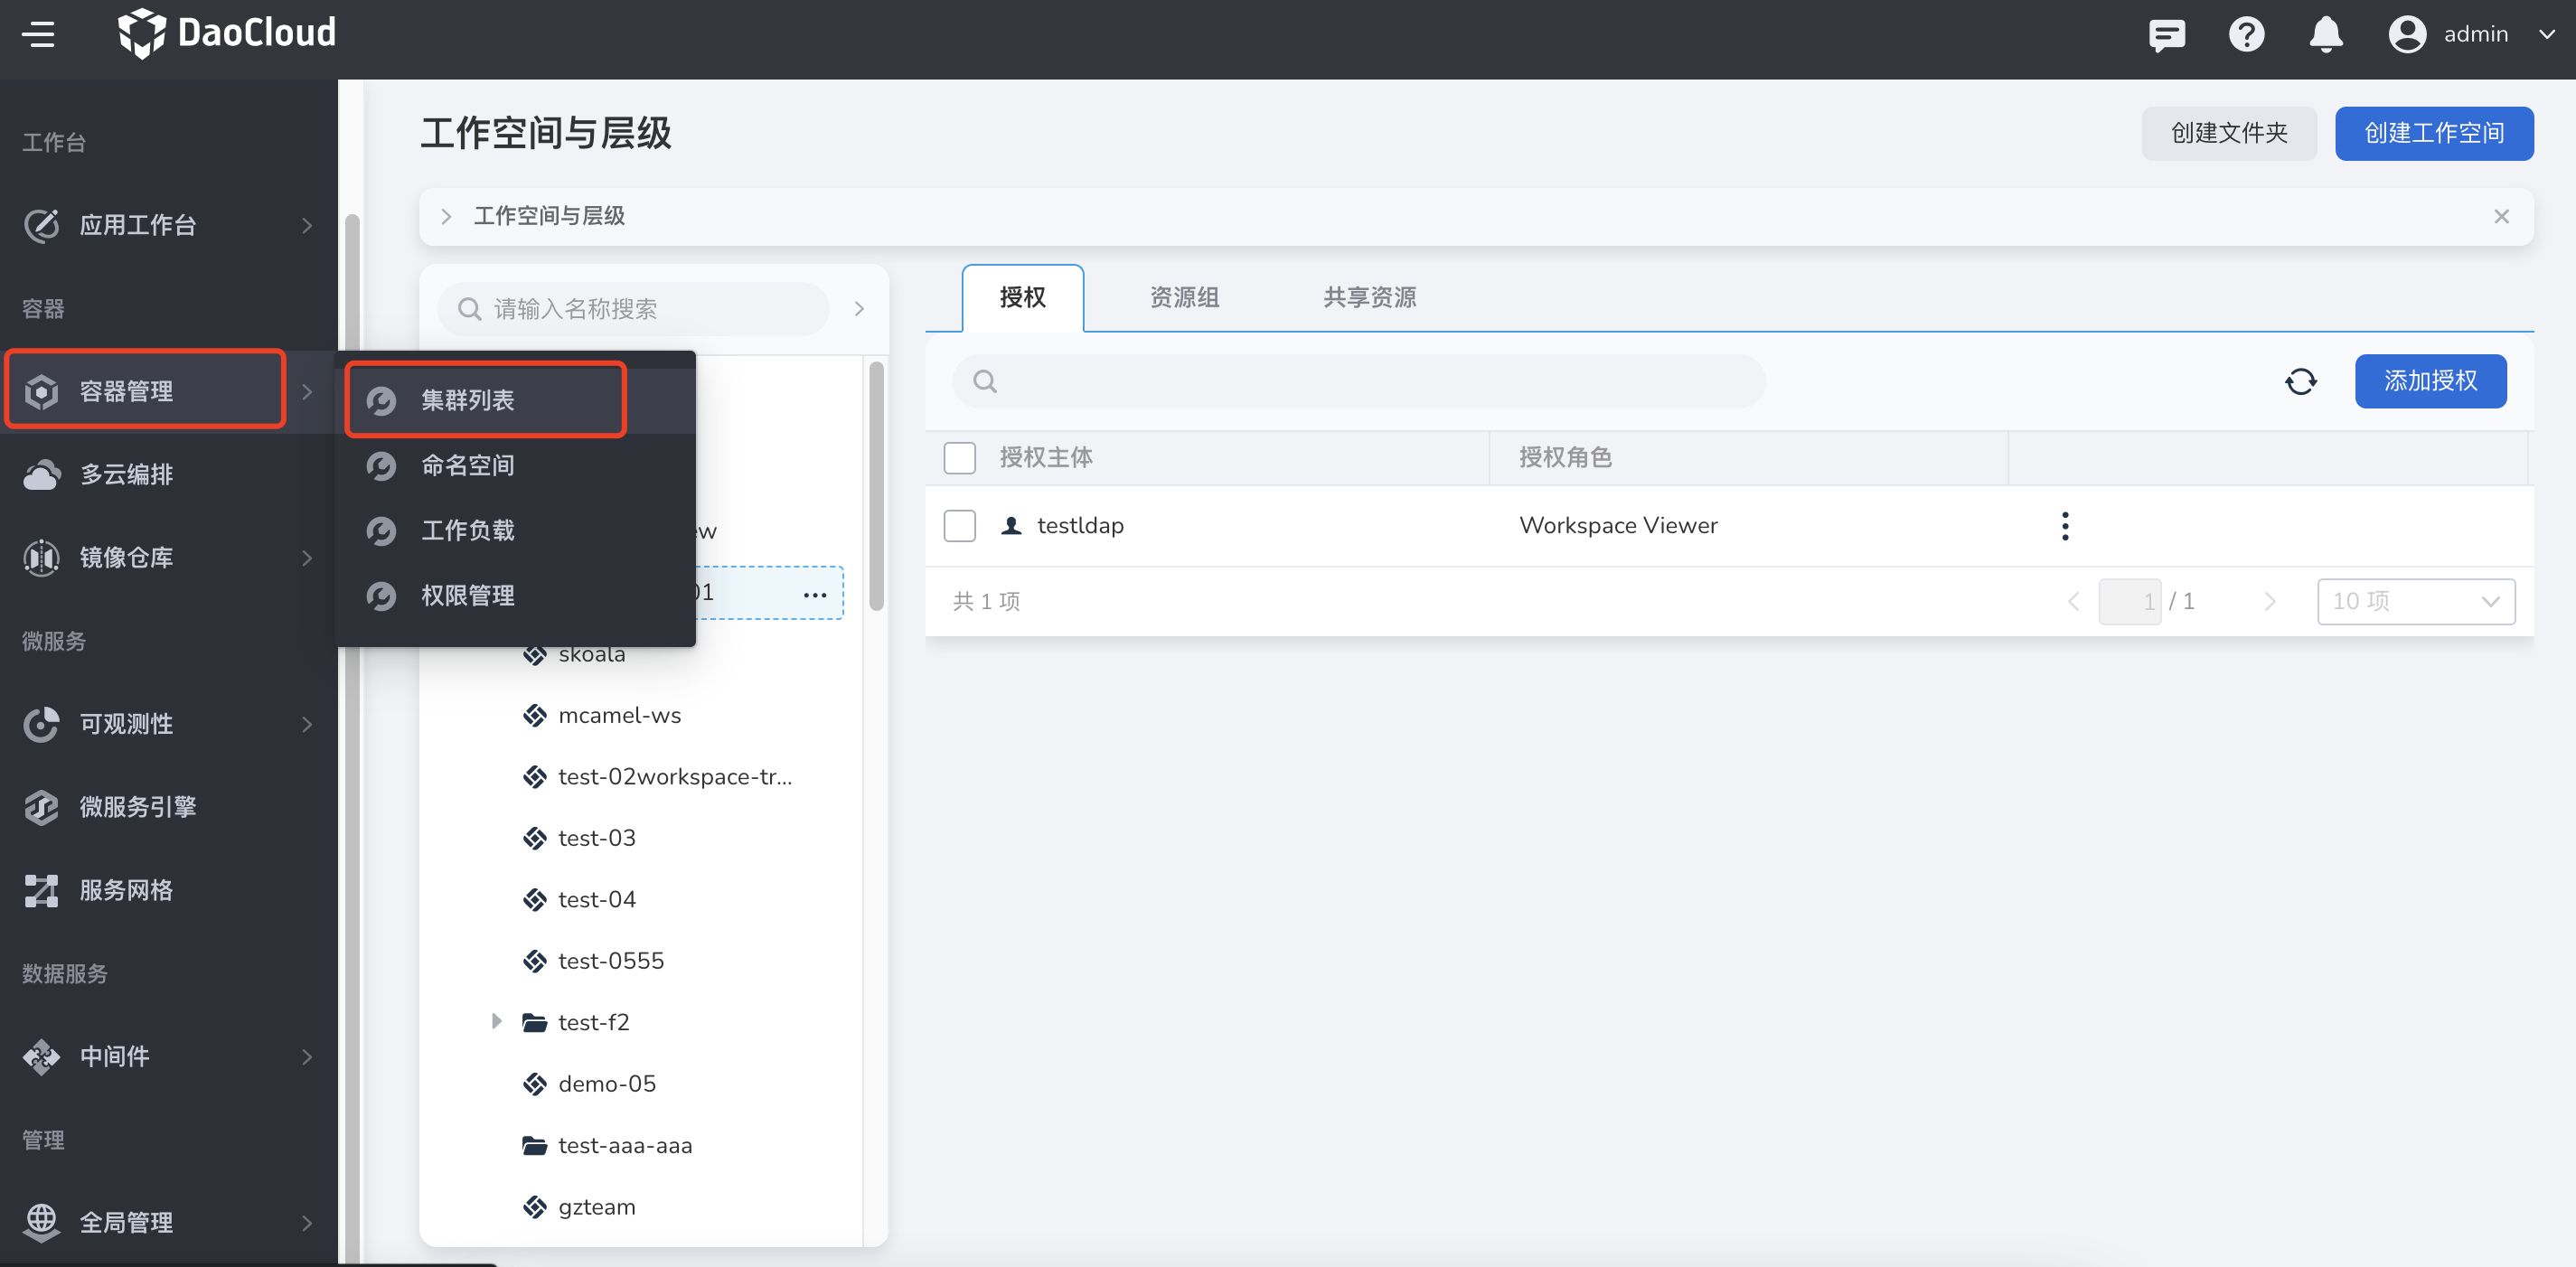 DaoCloud
admin
工作台
应用工作台
容器
容器管理
多云编排
镜像仓库
微服务
可观测性
微服务引擎
服务网格
数据服务
中间件
管理
全局管理
集群列表
命名空间
工作负载
权限管理
工作空间与层级
创建文件夹
创建工作空间
工作空间与层级
请输入名称搜索
01
skoala
mcamel-ws
test-02workspace-tr...
test-03
test-04
test-0555
test-f2
demo-05
test-aaa-aaa
gzteam
授权
资源组
共享资源
添加授权
授权主体
授权角色
testldap
Workspace Viewer
共 1 项
1 / 1
10 项